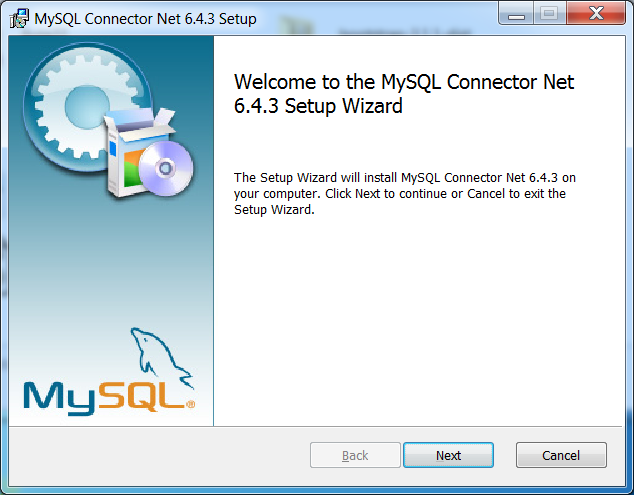 MySQL Connector Net 6.4.3 Setup
Welcome to the MySQL Connector Net
6.4.3 Setup Wizard
The Setup Wizard will install MySQL Connector Net 6.4.3 on
your computer. Click Next to continue or Cancel to exit the
Setup Wizard.
MySQL®
Back
Next
Cancel